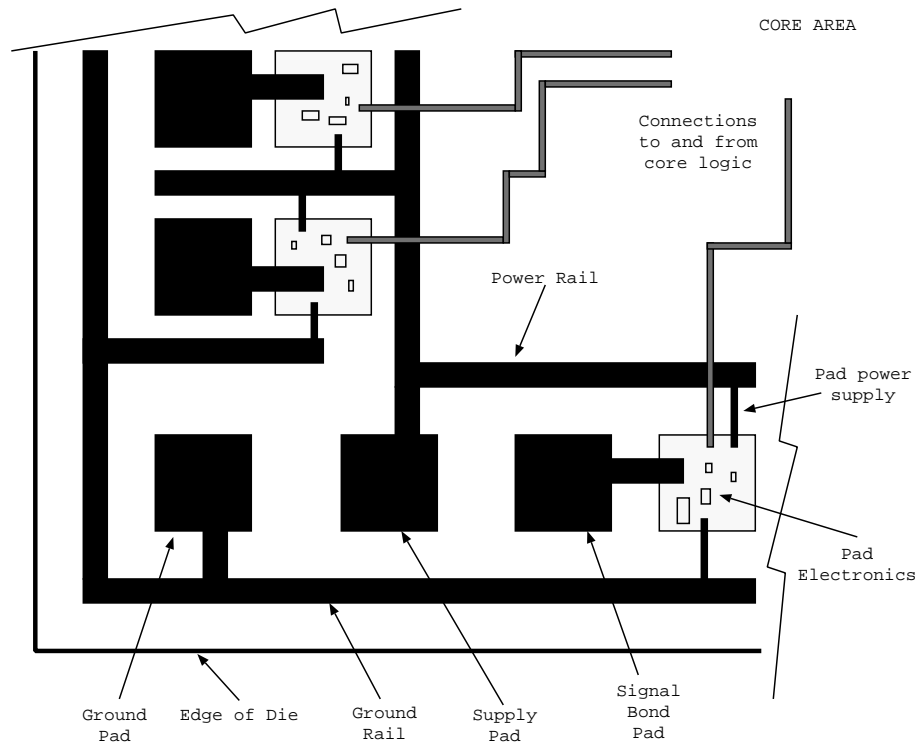 CORE AREA
Connections
to and from
core logic
Power Rail
Pad power
supply
Pad
Electronics
Ground
Pad
Edge of Die
Ground
Rail
Supply
Pad
Signal
Bond
Pad